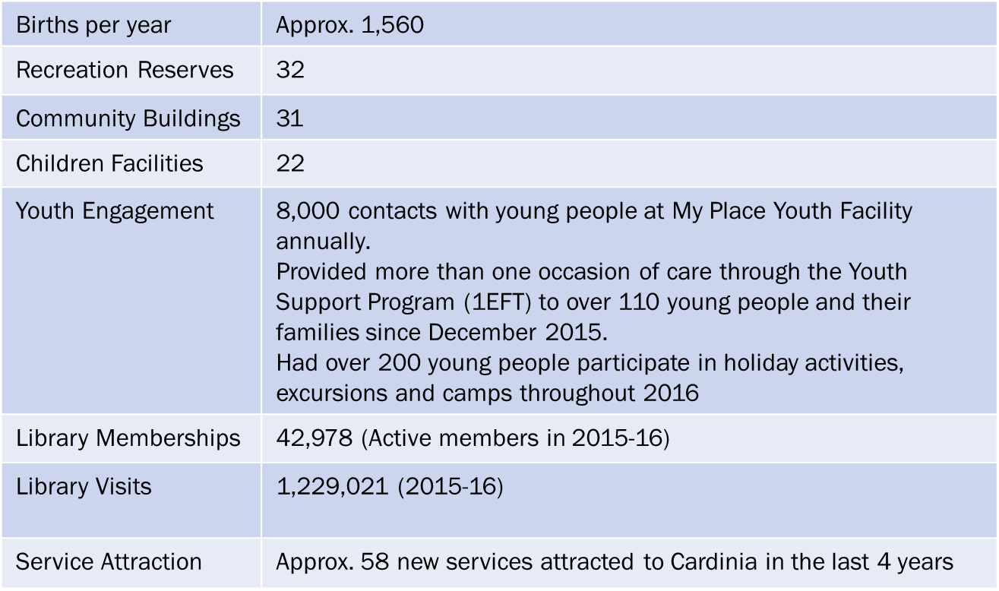 Births per year Approx. 1,560
Recreation Reserves 32
Community Buildings 31
Children Facilities 22
Youth Engagement 8,000 contacts with young people at My Place Youth Facility
annually.
Provided more than one occasion of care through the Youth
Support Program (1EFT) to over 110 young people and their
families since December 2015.
Had over 200 young people participate in holiday activities,
excursions and camps throughout 2016
Library Memberships 42,978 (Active members in 2015-16)
Library Visits 1,229,021 (2015-16)
Service Attraction Approx. 58 new services attracted to Cardinia in the last 4 years